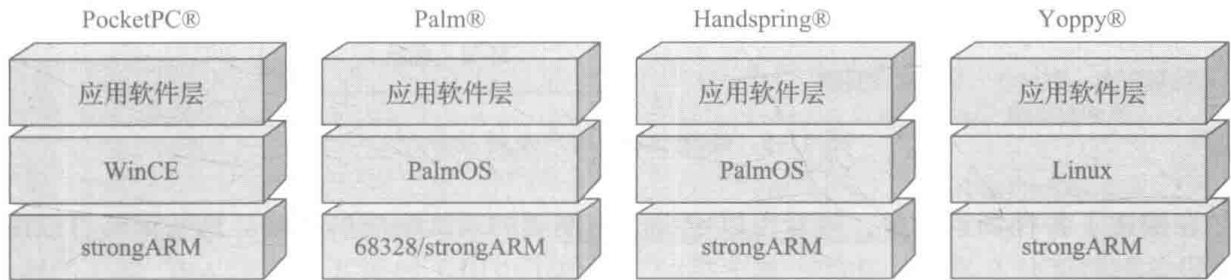 PocketPC® Palm® Handspring® Yoppy®
应用软件层 应用软件层 应用软件层 应用软件层
WinCE PalmOS PalmOS Linux
strongARM 68328/strongARM strongARM strongARM